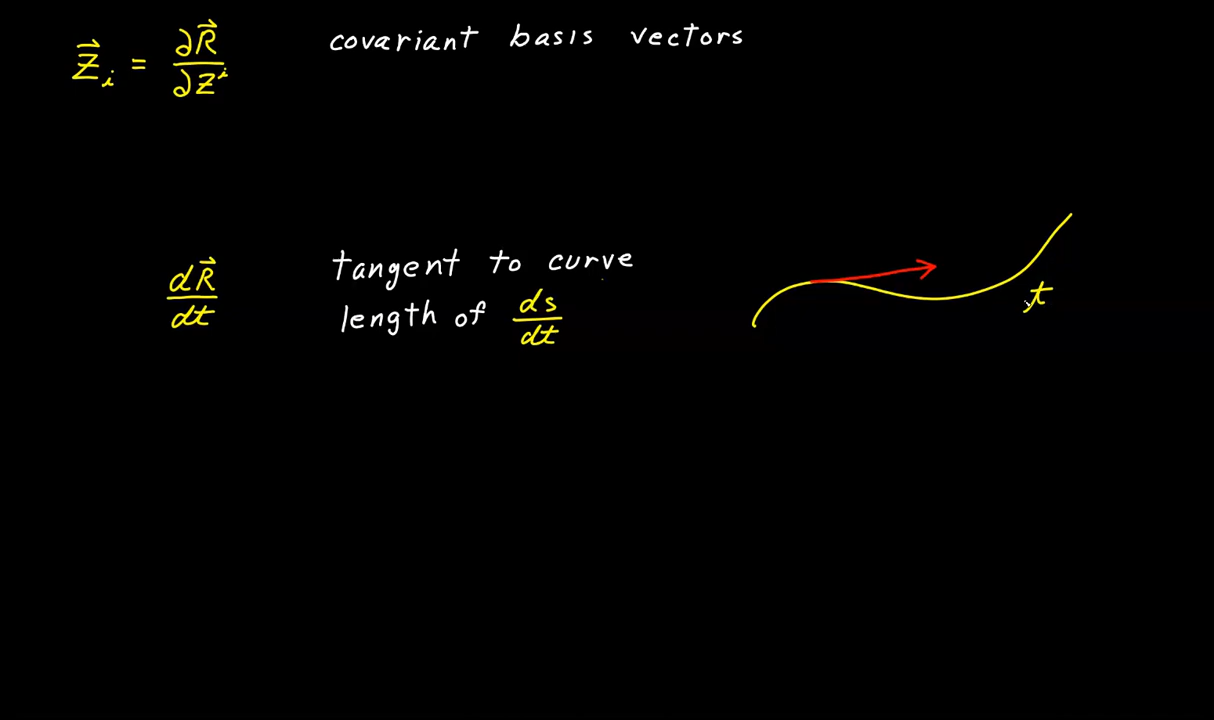 Z⃗ᵢ = ∂R⃗/∂Zⁱ covariant basis vectors
dR⃗/dt tangent to curve
length of ds/dt
t